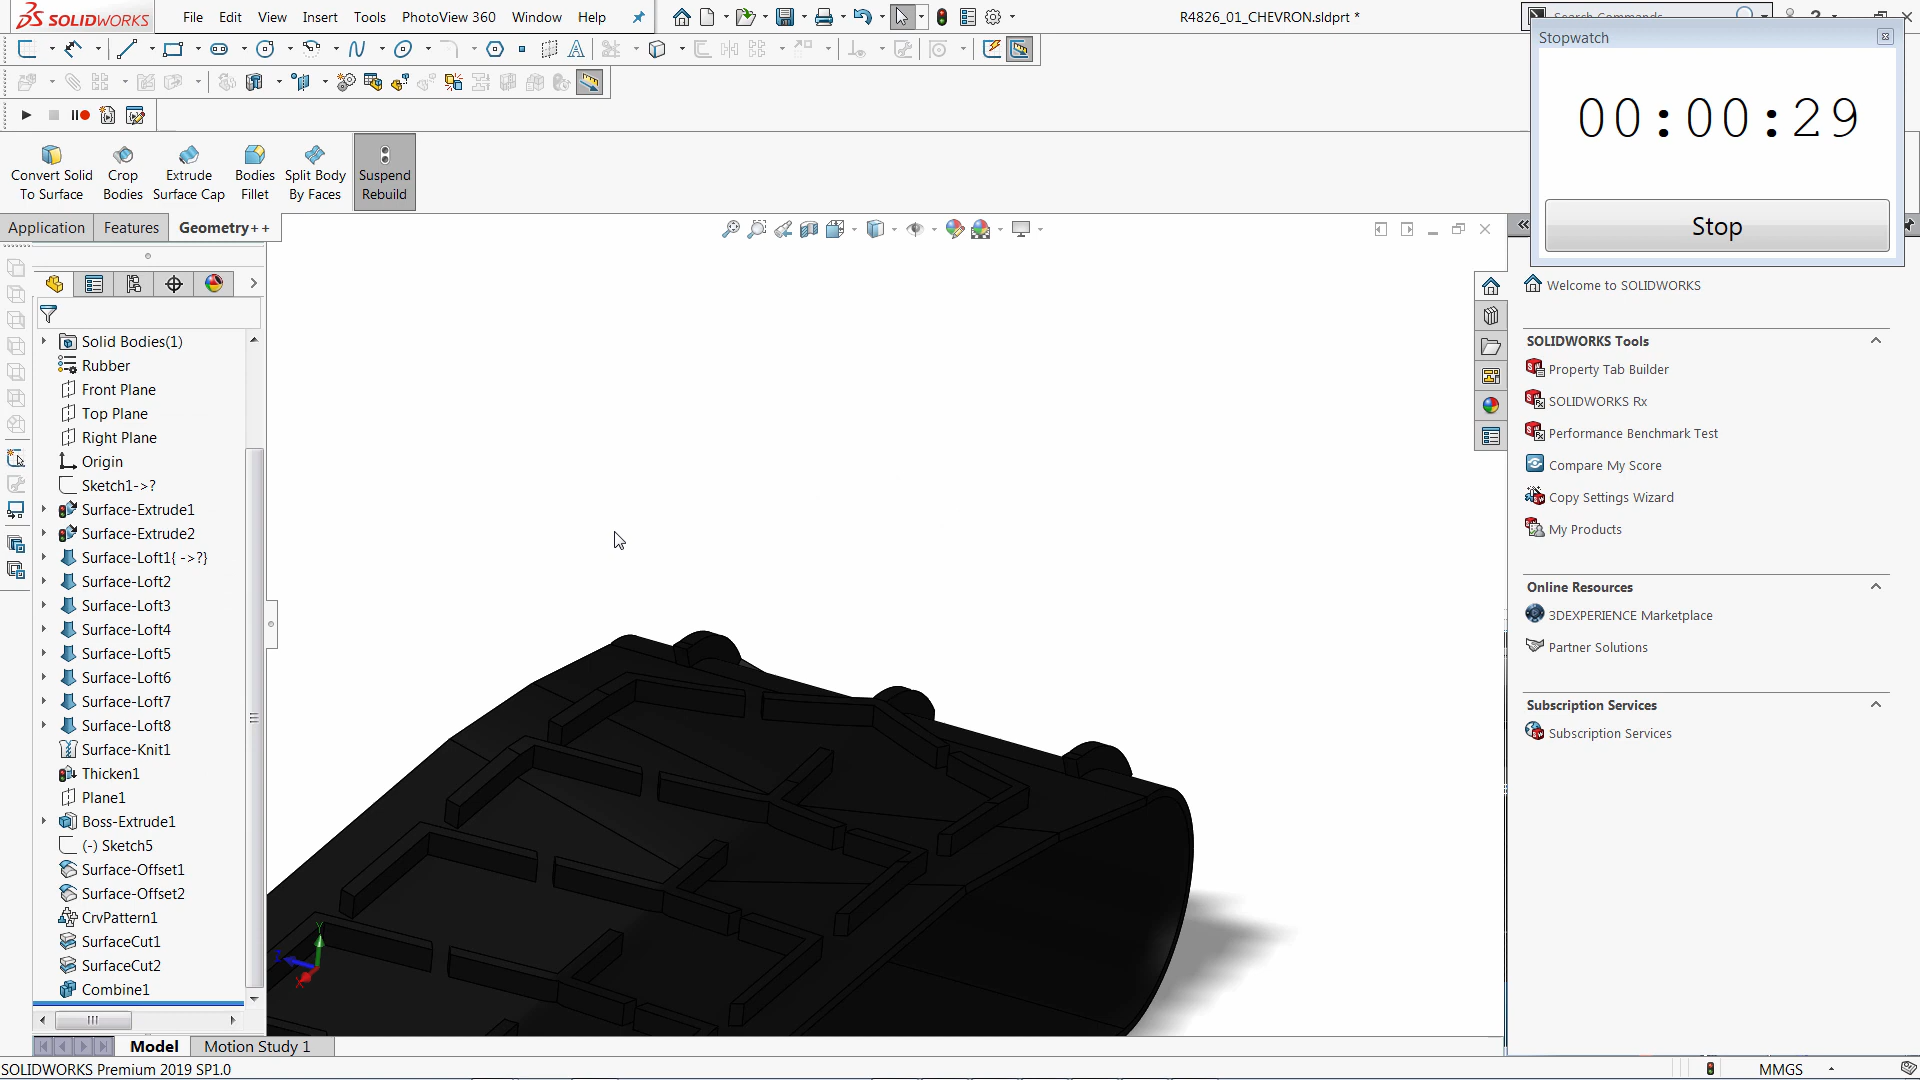 SOLIDWORKS
File Edit View Insert Tools PhotoView 360 Window Help
R4826_01_CHEVRON.sldprt *
Stopwatch
00:00:29
Stop
Convert Solid To Surface
Crop Bodies
Extrude Surface Cap
Bodies Fillet
Split Body By Faces
Suspend Rebuild
Application Features Geometry++
Solid Bodies(1)
Rubber
Front Plane
Top Plane
Right Plane
Origin
Sketch1->?
Surface-Extrude1
Surface-Extrude2
Surface-Loft1{ ->?}
Surface-Loft2
Surface-Loft3
Surface-Loft4
Surface-Loft5
Surface-Loft6
Surface-Loft7
Surface-Loft8
Surface-Knit1
Thicken1
Plane1
Boss-Extrude1
(-) Sketch5
Surface-Offset1
Surface-Offset2
CrvPattern1
SurfaceCut1
SurfaceCut2
Combine1
Welcome to SOLIDWORKS
SOLIDWORKS Tools
Property Tab Builder
SOLIDWORKS Rx
Performance Benchmark Test
Compare My Score
Copy Settings Wizard
My Products
Online Resources
3DEXPERIENCE Marketplace
Partner Solutions
Subscription Services
Subscription Services
Y
X
Model Motion Study 1
SOLIDWORKS Premium 2019 SP1.0
MMGS